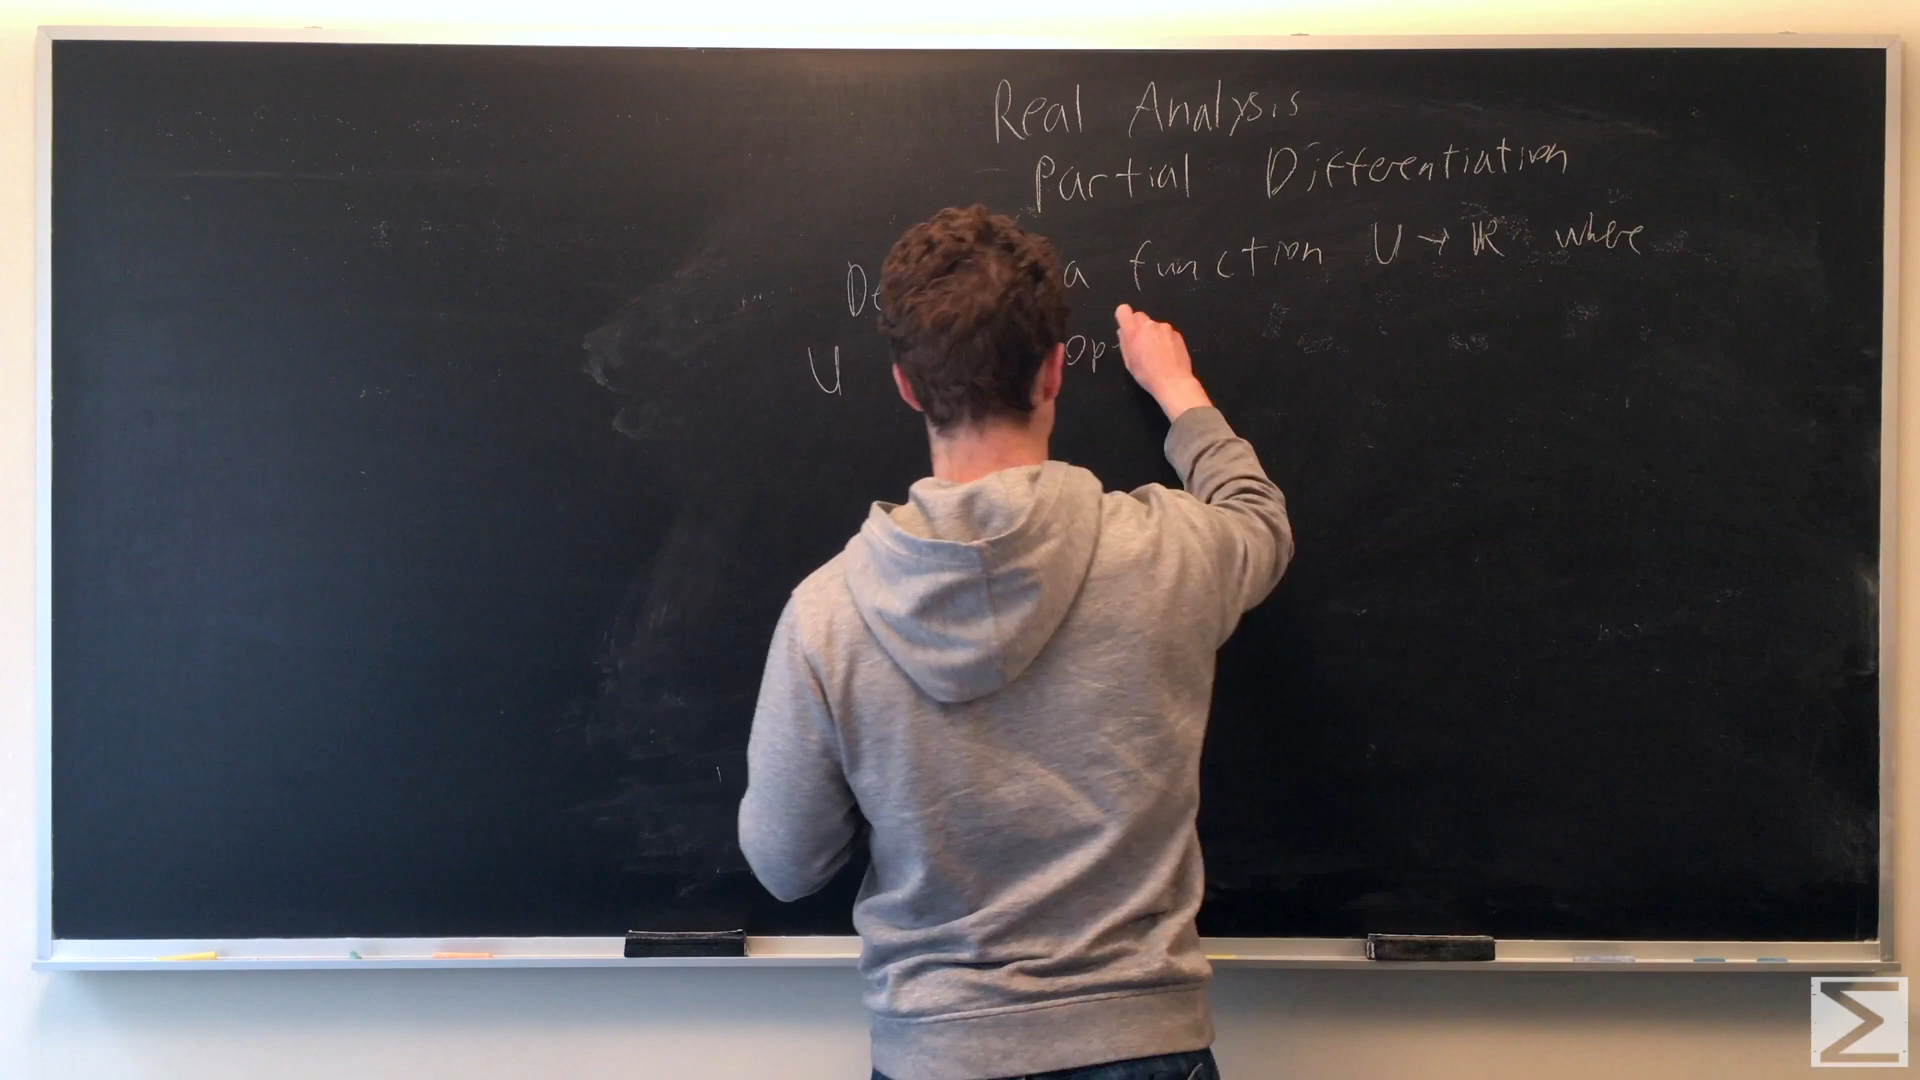 Real Analysis
Partial Differentiation
a function U → ℝ where
U
Σ